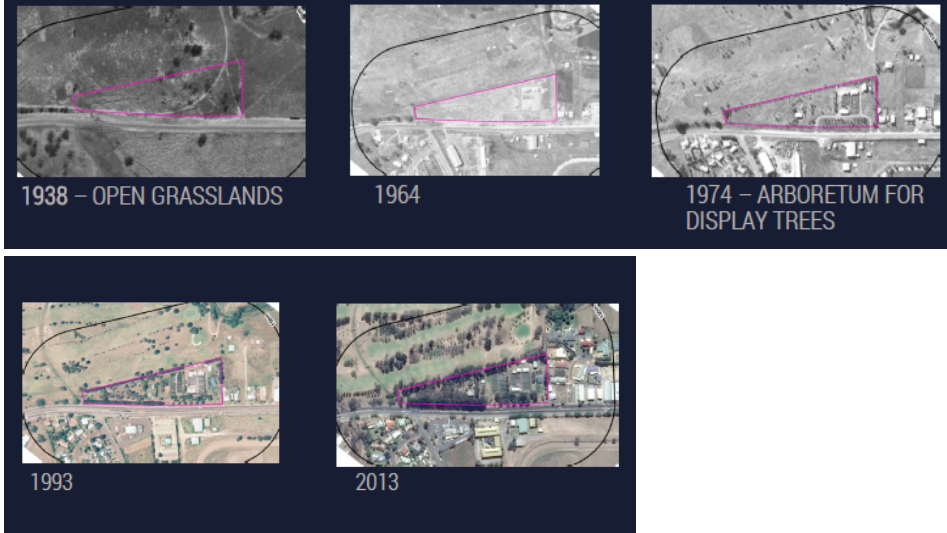 1938 – OPEN GRASSLANDS
1964
1974 – ARBORETUM FOR
DISPLAY TREES
1993
2013